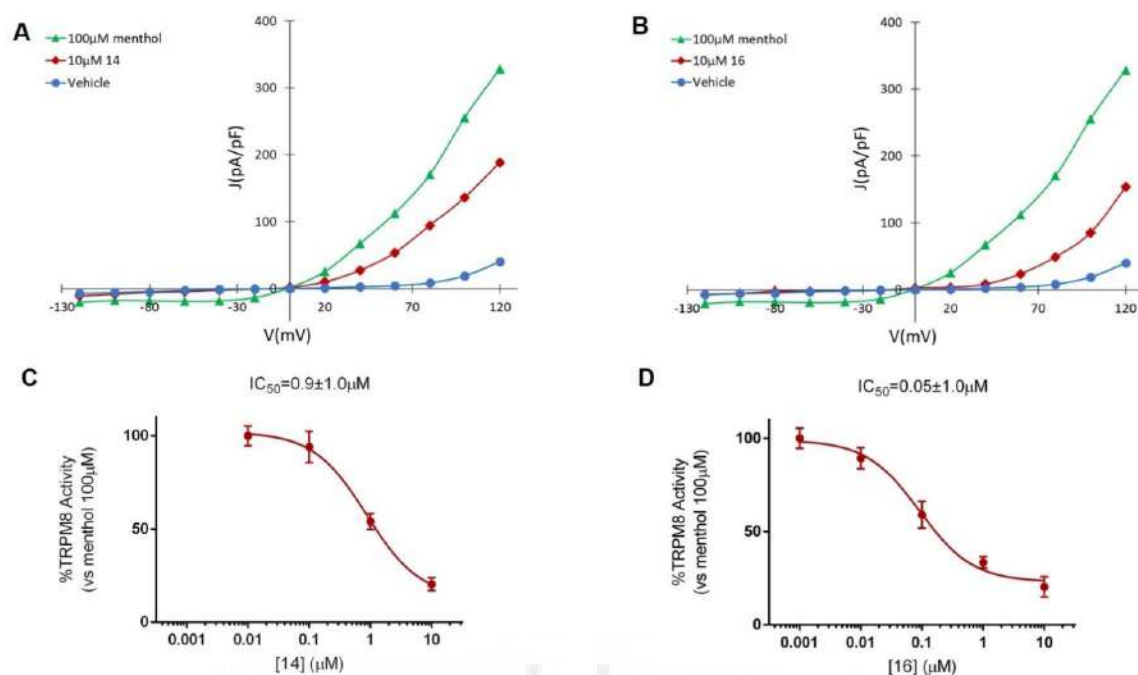 A
100µM menthol
10µM 14
Vehicle
J(pA/pF)
400
300
200
100
0
-130
-80
-30
20
70
120
V(mV)
B
100µM menthol
10µM 16
Vehicle
J(pA/pF)
400
300
200
100
0
-130
-80
-30
20
70
120
V(mV)
C
IC50=0.9±1.0µM
%TRPM8 Activity
(vs menthol 100µM)
100
50
0
0.001
0.01
0.1
1
10
[14] (µM)
D
IC50=0.05±1.0µM
%TRPM8 Activity
(vs menthol 100µM)
100
50
0
0.001
0.01
0.1
1
10
[16] (µM)